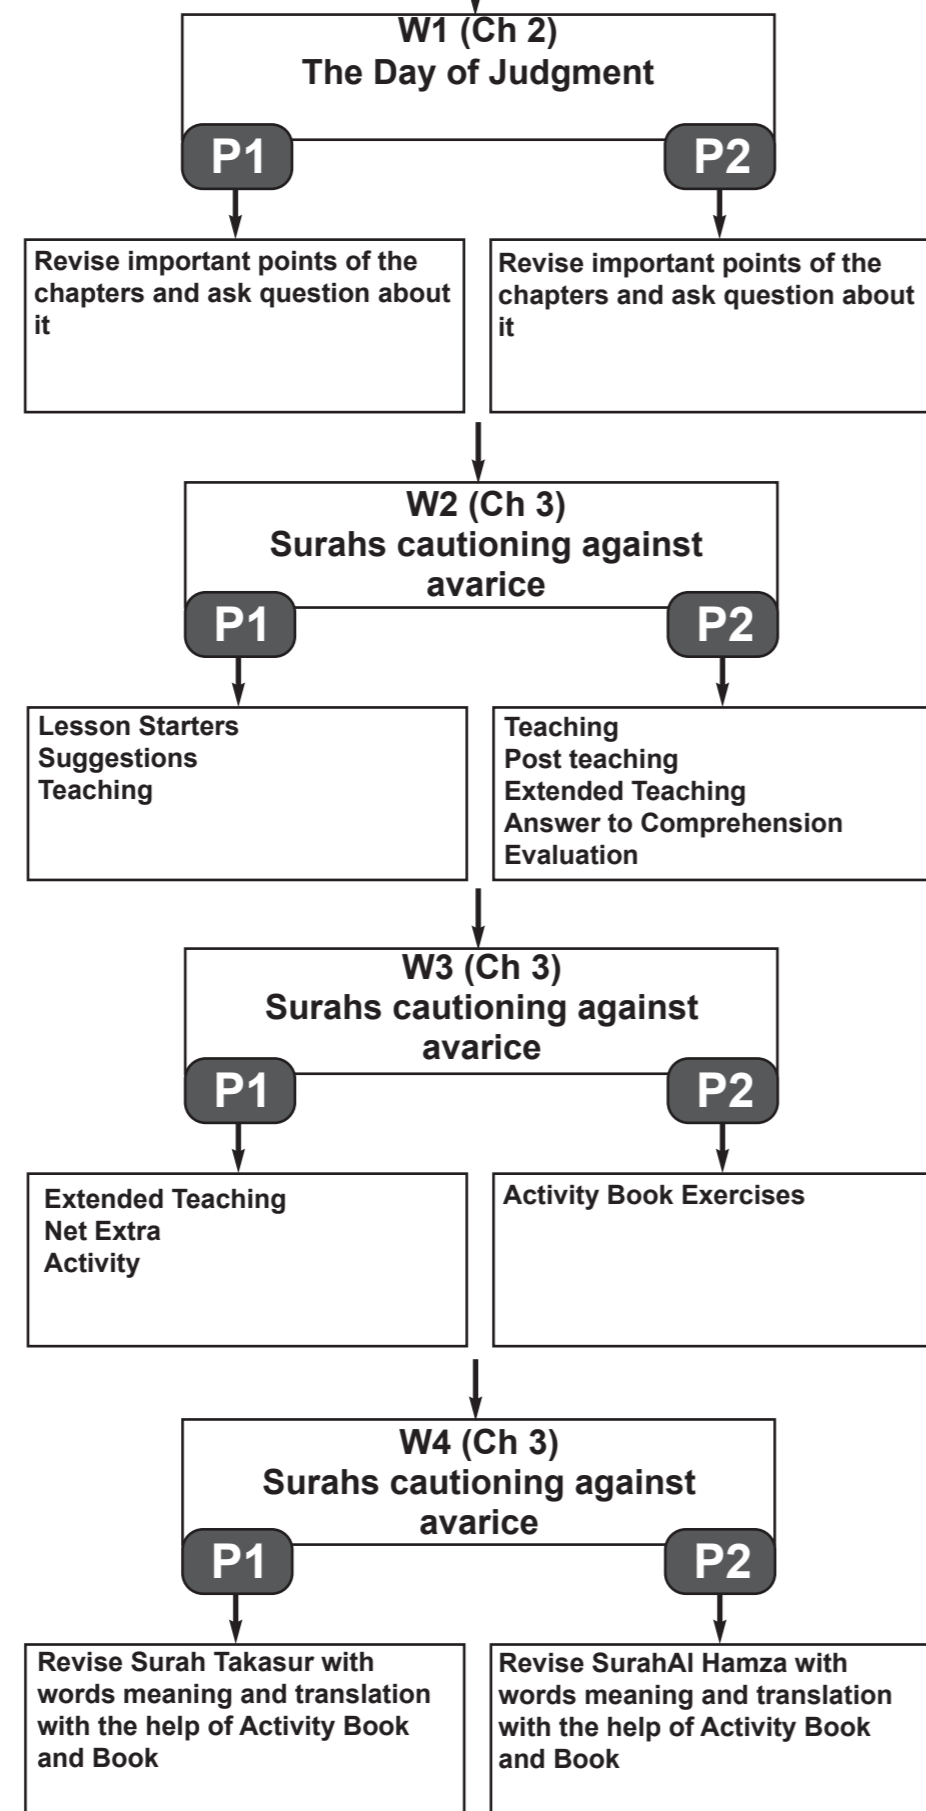 W1 (Ch 2)
The Day of Judgment
P1
P2
Revise important points of the
chapters and ask question about
it
Revise important points of the
chapters and ask question about
it
W2 (Ch 3)
Surahs cautioning against
avarice
P1
P2
Lesson Starters
Suggestions
Teaching
Teaching
Post teaching
Extended Teaching
Answer to Comprehension
Evaluation
W3 (Ch 3)
Surahs cautioning against
avarice
P1
P2
Extended Teaching
Net Extra
Activity
Activity Book Exercises
W4 (Ch 3)
Surahs cautioning against
avarice
P1
P2
Revise Surah Takasur with
words meaning and translation
with the help of Activity Book
and Book
Revise SurahAl Hamza with
words meaning and translation
with the help of Activity Book
and Book